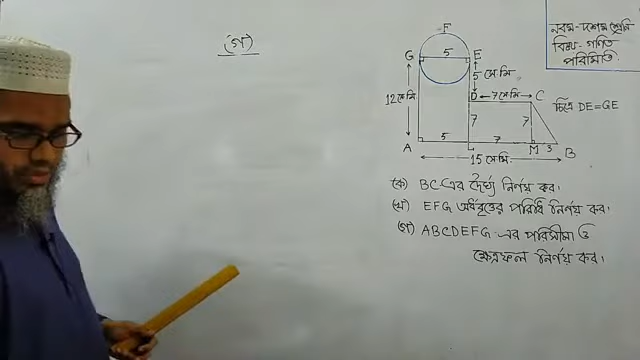 নবম-দশম শ্রেণি
বিষয়-গণিত
পরিমিতি
(গ)
F
G 5 E
5 সে.মি
12 সে.মি
D 7 সে.মি C
চিত্রে DE=GE
7 7
A 5 L 7 M 3 B
15 সে.মি.
(ক) BC এর দৈর্ঘ্য নির্ণয় কর।
(খ) EFG অর্ধবৃত্তের পরিধি নির্ণয় কর।
(গ) ABCDEFG-এর পরিসীমা ও
ক্ষেত্রফল নির্ণয় কর।